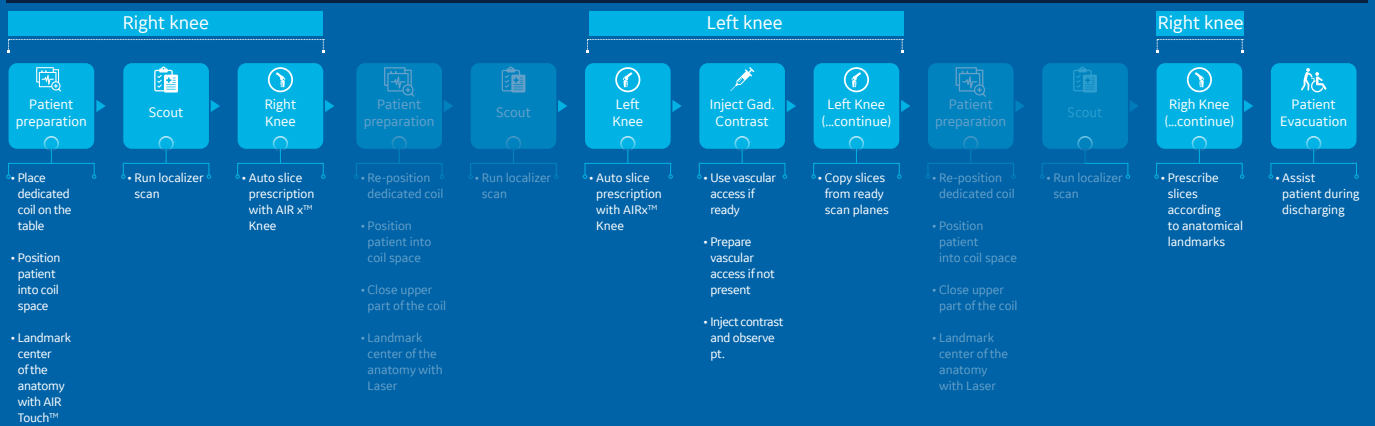 Right knee
Left knee
Right knee
Patient
preparation
Scout
Right
Knee
Patient
preparation
Scout
Left
Knee
Inject Gad.
Contrast
Left Knee
(...continue)
Patient
preparation
Scout
Righ Knee
(...continue)
Patient
Evacuation
• Place
dedicated
coil on the
table
• Position
patient
into coil
space
• Landmark
center
of the
anatomy
with AIR
Touch™
• Run localizer
scan
• Auto slice
prescription
with AIR x™
Knee
• Re-position
dedicated coil
• Position
patient into
coil space
• Close upper
part of the coil
• Landmark
center of the
anatomy with
Laser
• Run localizer
scan
• Auto slice
prescription
with AIRx™
Knee
• Use vascular
access if
ready
• Prepare
vascular
access if not
present
• Inject contrast
and observe
pt.
• Copy slices
from ready
scan planes
• Re-position
dedicated coil
• Position
patient
into coil space
• Close upper
part of the coil
• Landmark
center of the
anatomy
with Laser
• Run localizer
scan
• Prescribe
slices
according
to anatomical
landmarks
• Assist
patient during
discharging